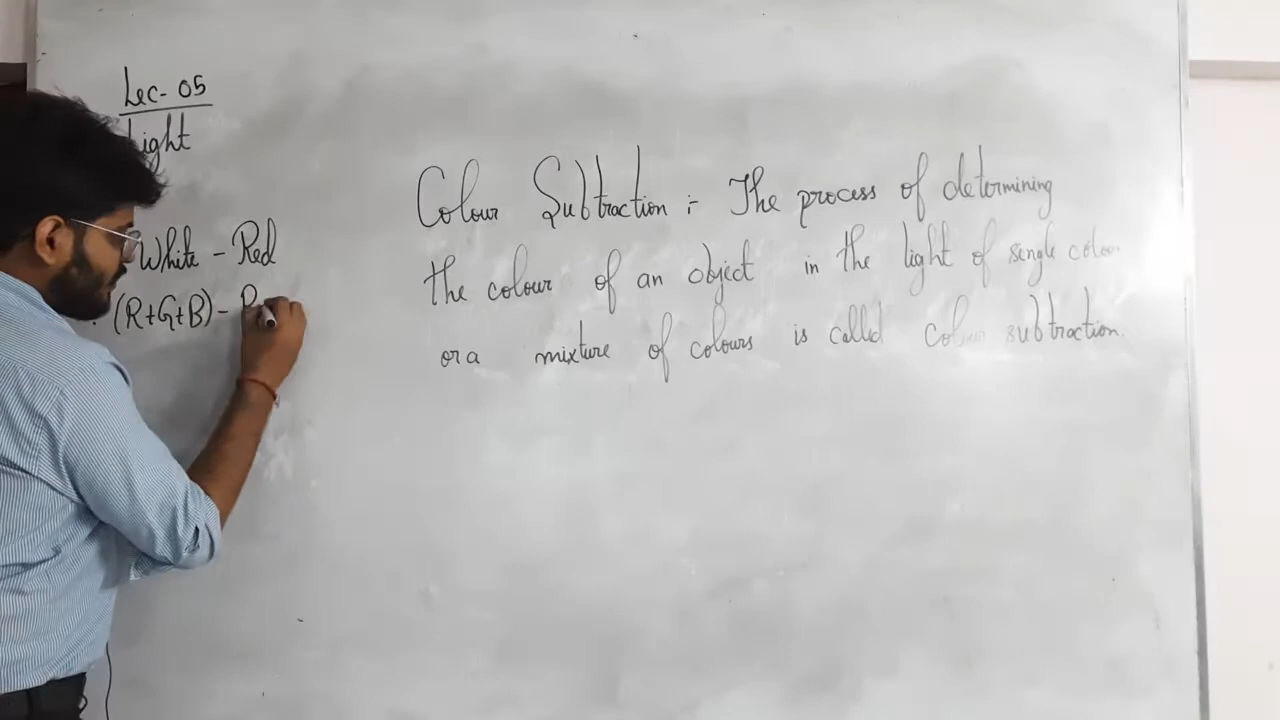 Lec- 05
Light
White - Red
(R+G+B) - R
Colour Subtraction :- The process of determining
the colour of an object in the light of single colour
or a mixture of colours is called Colour subtraction.